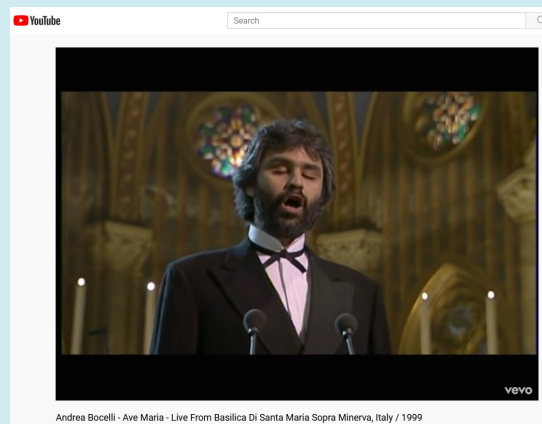 YouTube
Search
vevo
Andrea Bocelli - Ave Maria - Live From Basilica Di Santa Maria Sopra Minerva, Italy / 1999